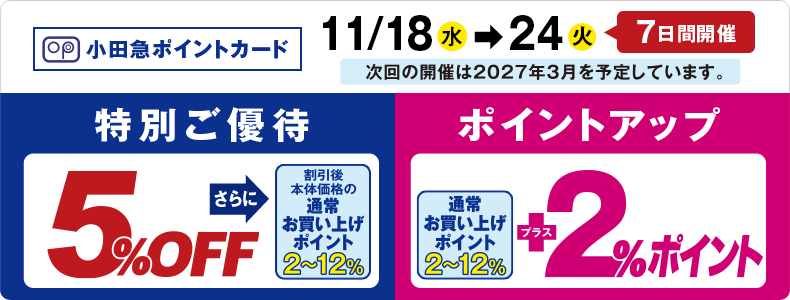 OP 小田急ポイントカード
11/18水→24火
7日間開催
次回の開催は2027年3月を予定しています。
特別ご優待
5%OFF
さらに
割引後
本体価格の
通常
お買い上げ
ポイント
2～12%
ポイントアップ
通常
お買い上げ
ポイント
2～12%
プラス
2%ポイント